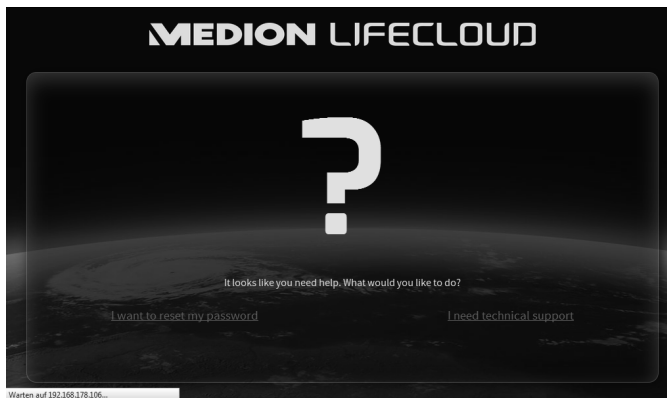 MEDION LIFECLOUD
?
It looks like you need help. What would you like to do?
I want to reset my password
I need technical support
Warten auf 192.168.178.106...